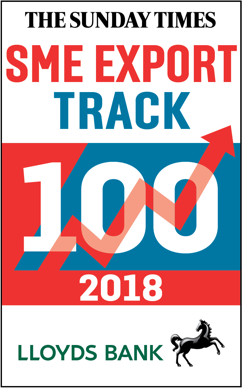 THE SUNDAY TIMES
SME EXPORT
TRACK
100
2018
LLOYDS BANK